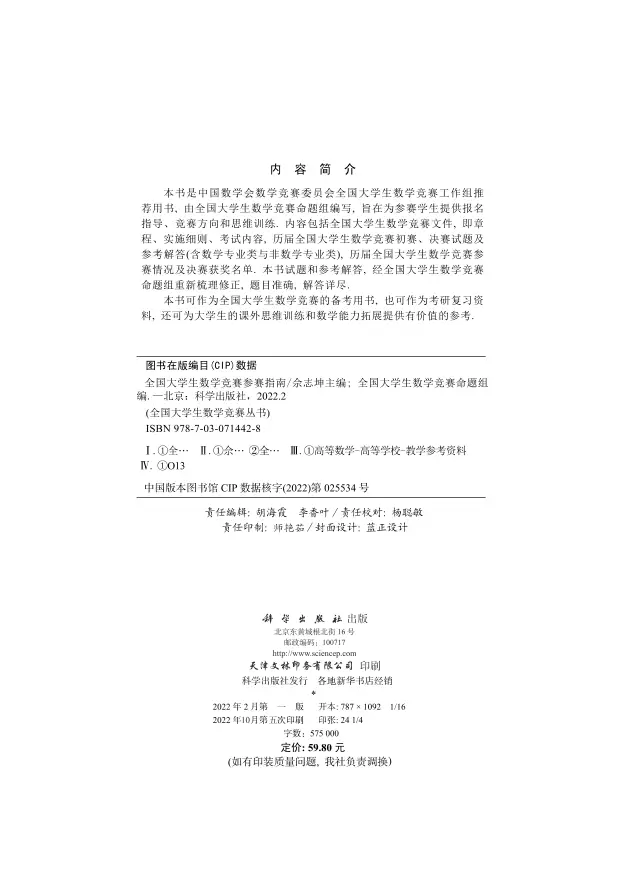 内 容 简 介
本书是中国数学会数学竞赛委员会全国大学生数学竞赛工作组推
荐用书, 由全国大学生数学竞赛命题组编写, 旨在为参赛学生提供报名
指导、竞赛方向和思维训练. 内容包括全国大学生数学竞赛文件, 即章
程、实施细则、考试内容, 历届全国大学生数学竞赛初赛、决赛试题及
参考解答(含数学专业类与非数学专业类), 历届全国大学生数学竞赛参
赛情况及决赛获奖名单. 本书试题和参考解答, 经全国大学生数学竞赛
命题组重新梳理修正, 题目准确, 解答详尽.
本书可作为全国大学生数学竞赛的备考用书, 也可作为考研复习资
料, 还可为大学生的课外思维训练和数学能力拓展提供有价值的参考.
图书在版编目(CIP)数据
全国大学生数学竞赛参赛指南/佘志坤主编; 全国大学生数学竞赛命题组
编. —北京: 科学出版社, 2022.2
(全国大学生数学竞赛丛书)
ISBN 978-7-03-071442-8
Ⅰ. ①全… Ⅱ. ①佘… ②全… Ⅲ. ①高等数学-高等学校-教学参考资料
Ⅳ. ①O13
中国版本图书馆 CIP 数据核字(2022)第 025534 号
责任编辑: 胡海霞 李香叶 / 责任校对: 杨聪敏
责任印制: 师艳茹 / 封面设计: 蓝正设计
科学出版社 出版
北京东黄城根北街 16 号
邮政编码: 100717
http://www.sciencep.com
天津文林印务有限公司 印刷
科学出版社发行 各地新华书店经销
*
2022 年 2 月第 一 版 开本: 787 × 1092 1/16
2022 年10月第五次印刷 印张: 24 1/4
字数: 575 000
定价: 59.80 元
(如有印装质量问题, 我社负责调换)